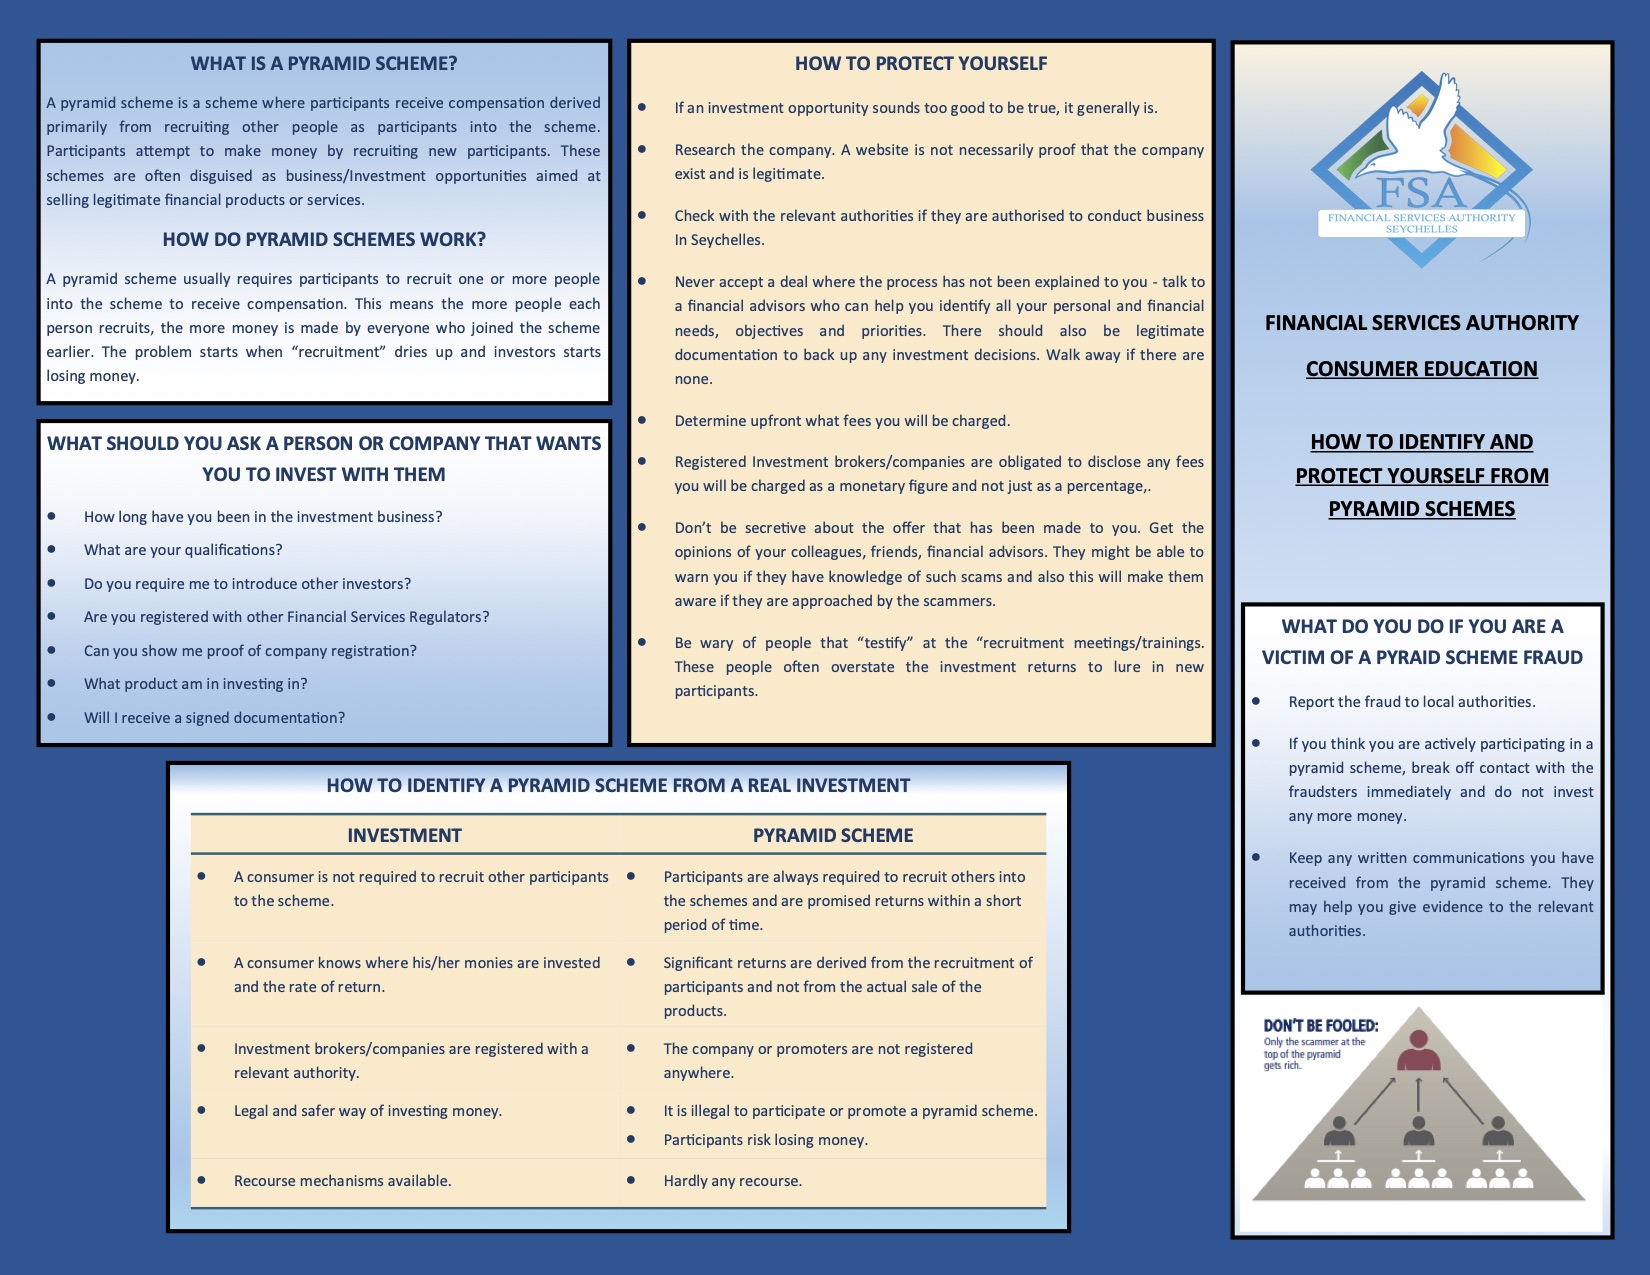 WHAT IS A PYRAMID SCHEME?
A pyramid scheme is a scheme where participants receive compensation derived
primarily from recruiting other people as participants into the scheme.
Participants attempt to make money by recruiting new participants. These
schemes are often disguised as business/Investment opportunities aimed at
selling legitimate financial products or services.
HOW DO PYRAMID SCHEMES WORK?
A pyramid scheme usually requires participants to recruit one or more people
into the scheme to receive compensation. This means the more people each
person recruits, the more money is made by everyone who joined the scheme
earlier. The problem starts when “recruitment” dries up and investors starts
losing money.
WHAT SHOULD YOU ASK A PERSON OR COMPANY THAT WANTS
YOU TO INVEST WITH THEM
● How long have you been in the investment business?
● What are your qualifications?
● Do you require me to introduce other investors?
● Are you registered with other Financial Services Regulators?
● Can you show me proof of company registration?
● What product am in investing in?
● Will I receive a signed documentation?
HOW TO PROTECT YOURSELF
● If an investment opportunity sounds too good to be true, it generally is.
● Research the company. A website is not necessarily proof that the company
exist and is legitimate.
● Check with the relevant authorities if they are authorised to conduct business
In Seychelles.
● Never accept a deal where the process has not been explained to you - talk to
a financial advisors who can help you identify all your personal and financial
needs, objectives and priorities. There should also be legitimate
documentation to back up any investment decisions. Walk away if there are
none.
● Determine upfront what fees you will be charged.
● Registered Investment brokers/companies are obligated to disclose any fees
you will be charged as a monetary figure and not just as a percentage,.
● Don’t be secretive about the offer that has been made to you. Get the
opinions of your colleagues, friends, financial advisors. They might be able to
warn you if they have knowledge of such scams and also this will make them
aware if they are approached by the scammers.
● Be wary of people that “testify” at the “recruitment meetings/trainings.
These people often overstate the investment returns to lure in new
participants.
HOW TO IDENTIFY A PYRAMID SCHEME FROM A REAL INVESTMENT
INVESTMENT
PYRAMID SCHEME
● A consumer is not required to recruit other participants
to the scheme.
● Participants are always required to recruit others into
the schemes and are promised returns within a short
period of time.
● A consumer knows where his/her monies are invested
and the rate of return.
● Significant returns are derived from the recruitment of
participants and not from the actual sale of the
products.
● Investment brokers/companies are registered with a
relevant authority.
● The company or promoters are not registered
anywhere.
● Legal and safer way of investing money.
● It is illegal to participate or promote a pyramid scheme.
● Participants risk losing money.
● Recourse mechanisms available.
● Hardly any recourse.
FSA
FINANCIAL SERVICES AUTHORITY
SEYCHELLES
FINANCIAL SERVICES AUTHORITY
CONSUMER EDUCATION
HOW TO IDENTIFY AND
PROTECT YOURSELF FROM
PYRAMID SCHEMES
WHAT DO YOU DO IF YOU ARE A
VICTIM OF A PYRAID SCHEME FRAUD
● Report the fraud to local authorities.
● If you think you are actively participating in a
pyramid scheme, break off contact with the
fraudsters immediately and do not invest
any more money.
● Keep any written communications you have
received from the pyramid scheme. They
may help you give evidence to the relevant
authorities.
DON’T BE FOOLED:
Only the scammer at the
top of the pyramid
gets rich.